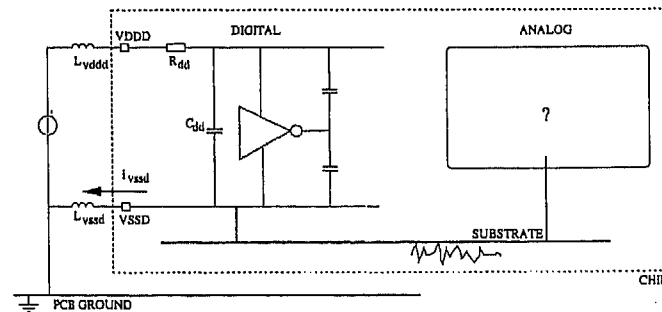 VDDD
DIGITAL
ANALOG
Lvddd
Rdd
Cdd
?
ivssd
Lvssd
VSSD
SUBSTRATE
CHI
PCB GROUND